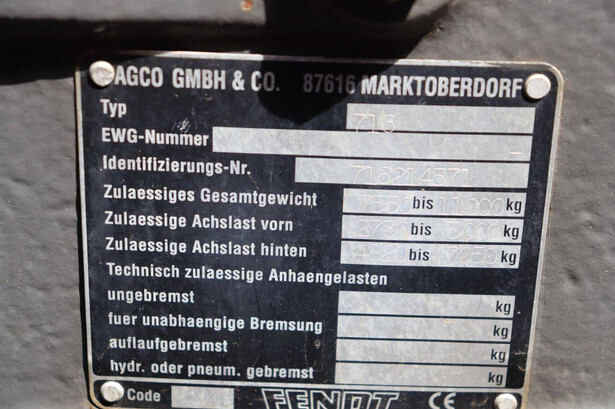 AGCO GMBH & CO. 87616 MARKTOBERDORF
Typ 716
EWG-Nummer -
Identifizierungs-Nr. 716214571
Zulaessiges Gesamtgewicht bis 11000 kg
Zulaessige Achslast vorn bis kg
Zulaessige Achslast hinten bis kg
Technisch zulaessige Anhaengelasten
ungebremst kg
fuer unabhaengige Bremsung kg
auflaufgebremst kg
hydr. oder pneum. gebremst kg
Code FENDT CE